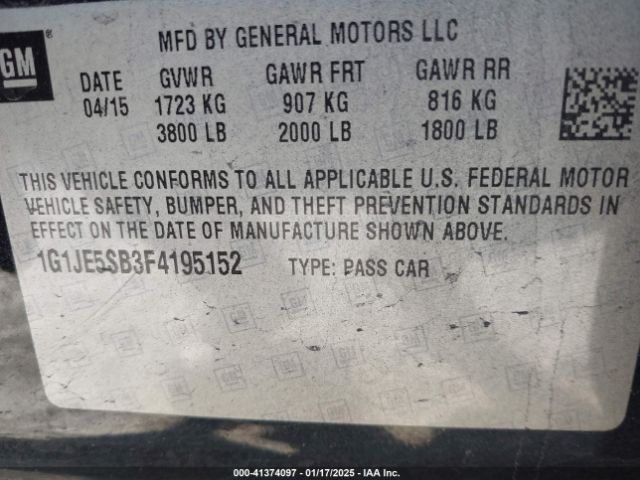 GM®
MFD BY GENERAL MOTORS LLC
DATE GVWR GAWR FRT GAWR RR
04/15 1723 KG 907 KG 816 KG
3800 LB 2000 LB 1800 LB
THIS VEHICLE CONFORMS TO ALL APPLICABLE U.S. FEDERAL MOTOR
VEHICLE SAFETY, BUMPER, AND THEFT PREVENTION STANDARDS IN
EFFECT ON THE DATE OF MANUFACTURE SHOWN ABOVE.
1G1JE5SB3F4195152 TYPE: PASS CAR
000-41374097 - 01/17/2025 - IAA Inc.